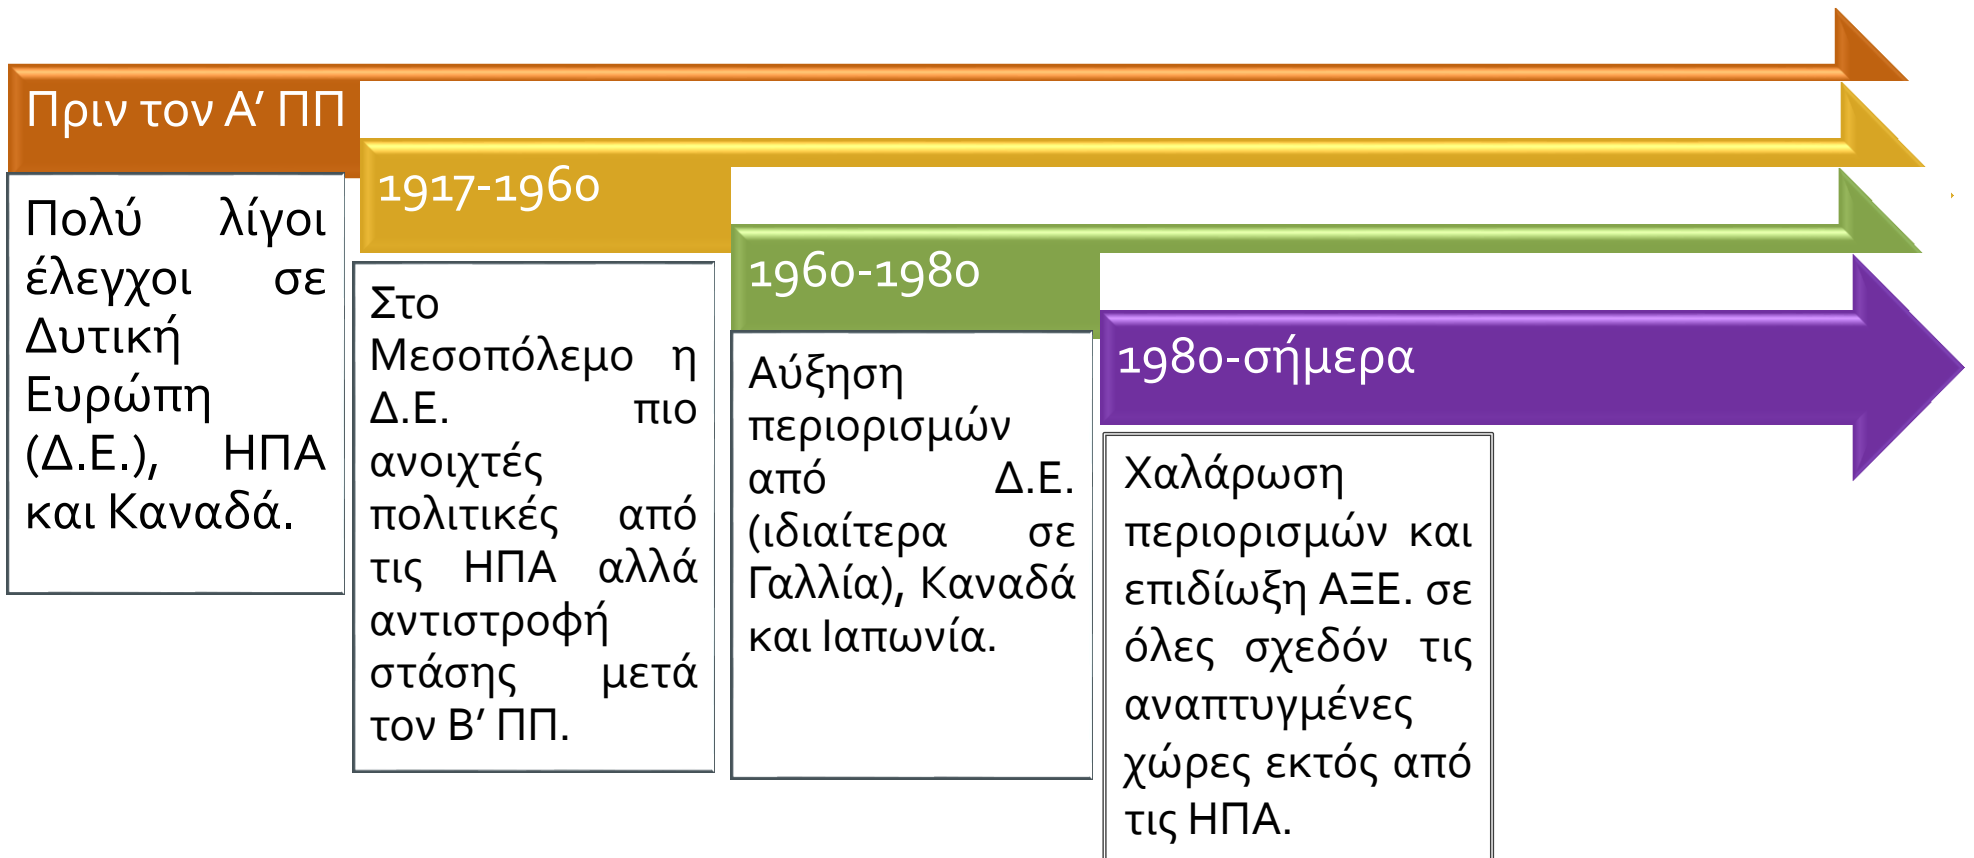 Πριν τον Α’ ΠΠ
Πολύ λίγοι
έλεγχοι σε
Δυτική
Ευρώπη
(Δ.Ε.), ΗΠΑ
και Καναδά.
1917-1960
Στο
Μεσοπόλεμο η
Δ.Ε. πιο
ανοιχτές
πολιτικές από
τις ΗΠΑ αλλά
αντιστροφή
στάσης μετά
τον Β’ ΠΠ.
1960-1980
Αύξηση
περιορισμών
από Δ.Ε.
(ιδιαίτερα σε
Γαλλία), Καναδά
και Ιαπωνία.
1980-σήμερα
Χαλάρωση
περιορισμών και
επιδίωξη ΑΞΕ. σε
όλες σχεδόν τις
αναπτυγμένες
χώρες εκτός από
τις ΗΠΑ.